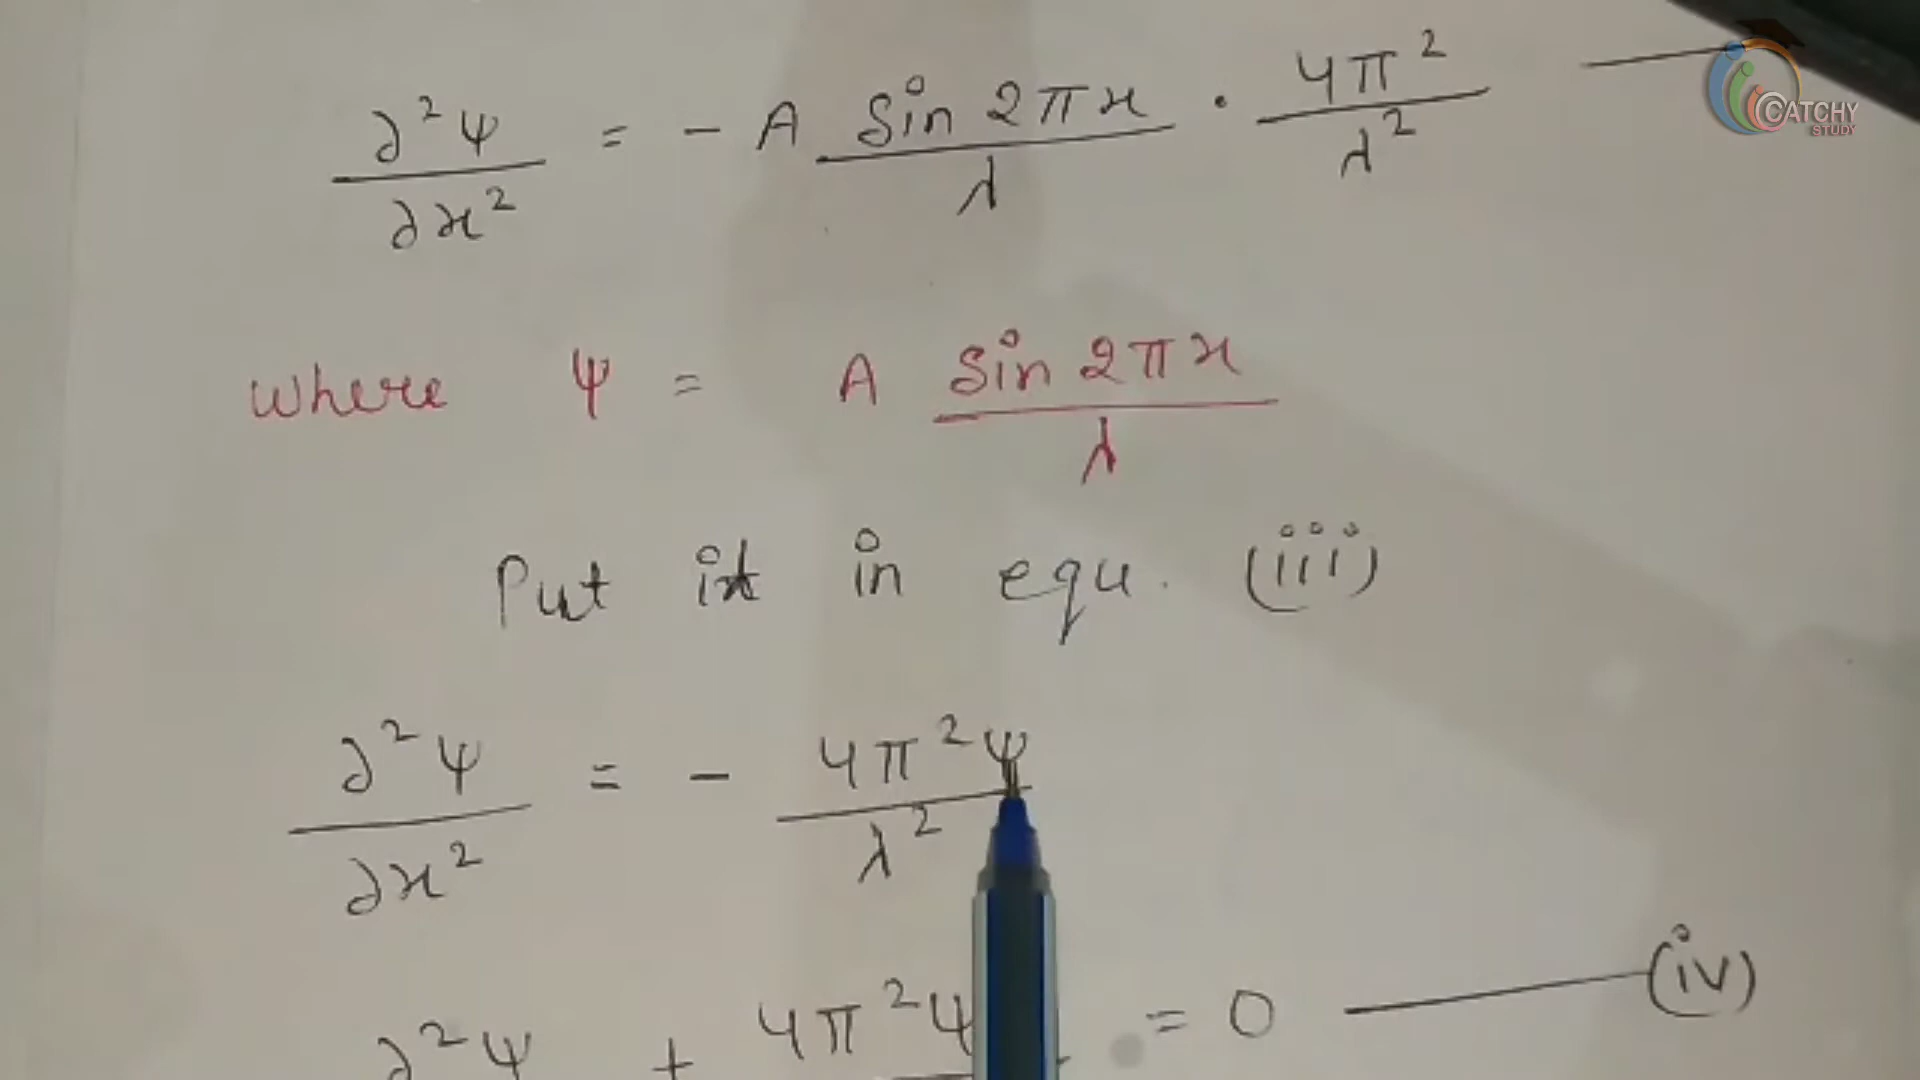 ∂²ψ/∂x² = - A Sin 2πx/λ · 4π²/λ²
CATCHY
STUDY
where ψ = A Sin 2πx/λ
Put it in equ. (iii)
∂²ψ/∂x² = - 4π²ψ/λ²
∂²ψ + 4π²ψ = 0 (iv)